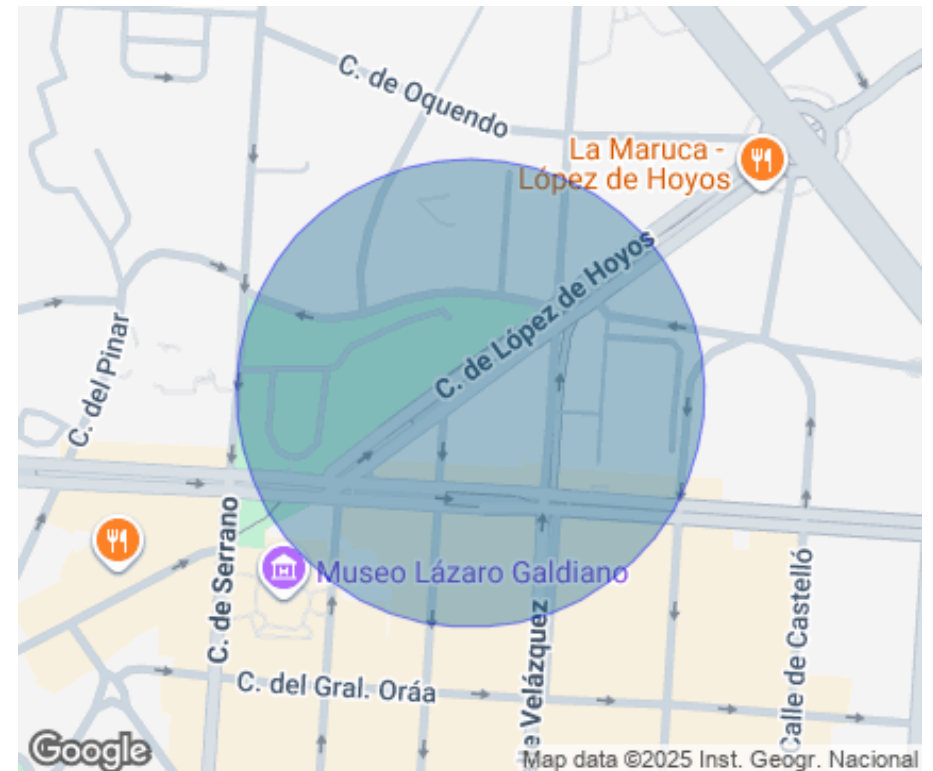 C. de Oquendo
La Maruca -
López de Hoyos
C. de López de Hoyos
C. del Pinar
C. de Serrano
Museo Lázaro Galdiano
e Velázquez
Calle de Castelló
C. del Gral. Oráa
Google
Map data ©2025 Inst. Geogr. Nacional